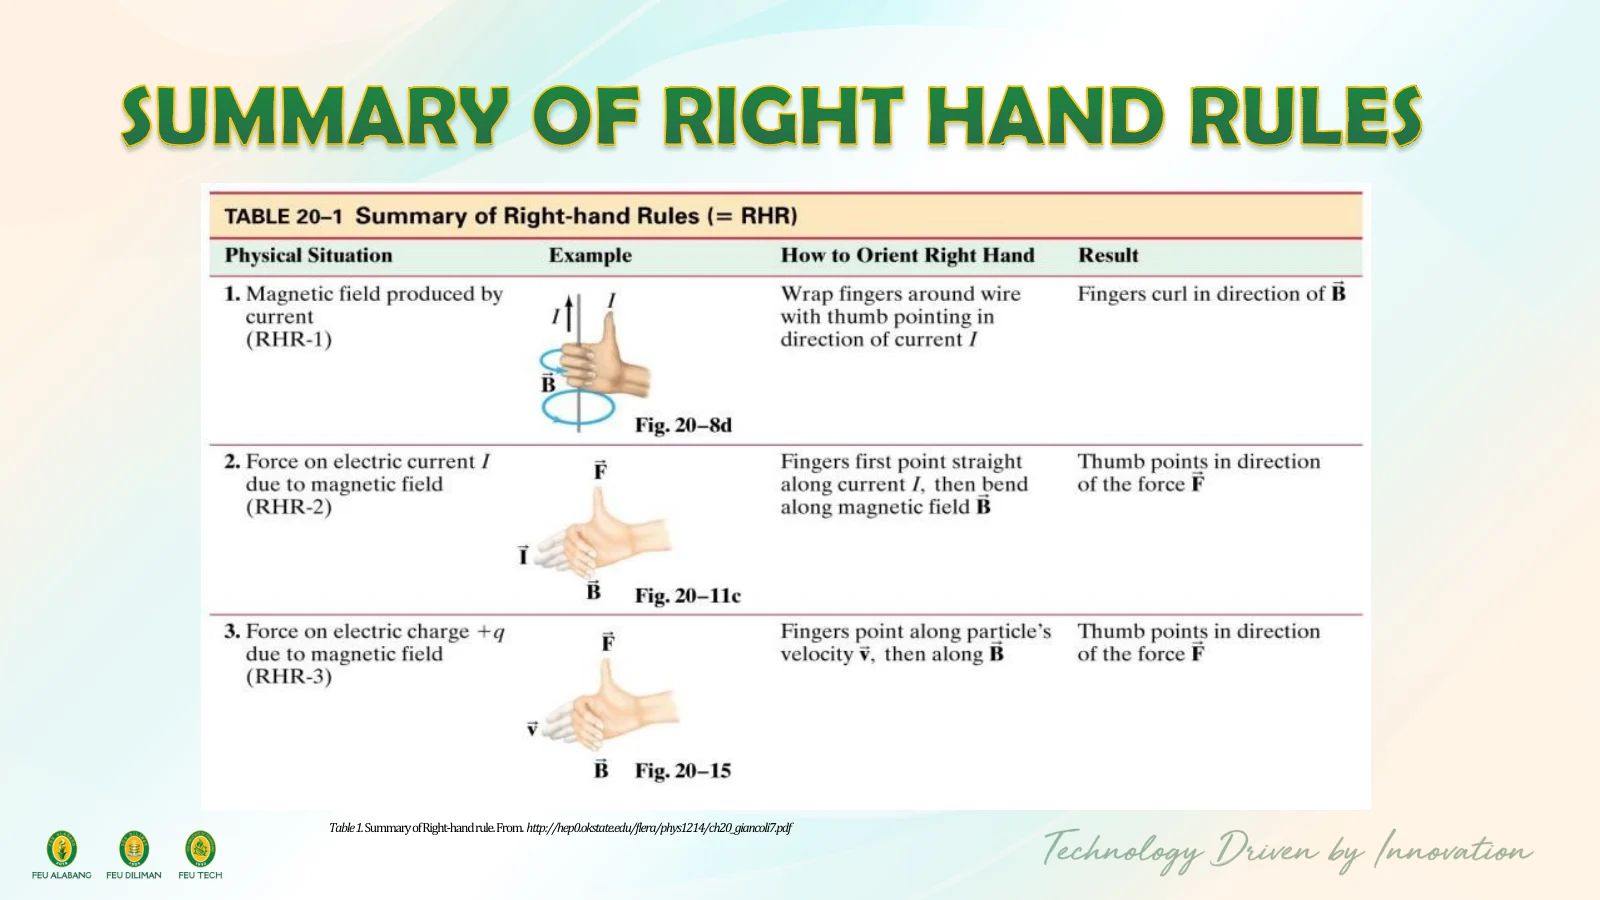 SUMMARY OF RIGHT HAND RULES
TABLE 20–1 Summary of Right-hand Rules (= RHR)
Physical Situation Example How to Orient Right Hand Result
1. Magnetic field produced by
current
(RHR-1)
I
I
B⃗
Fig. 20–8d
Wrap fingers around wire
with thumb pointing in
direction of current I
Fingers curl in direction of B⃗
2. Force on electric current I
due to magnetic field
(RHR-2)
F⃗
I⃗
B⃗
Fig. 20–11c
Fingers first point straight
along current I, then bend
along magnetic field B⃗
Thumb points in direction
of the force F⃗
3. Force on electric charge +q
due to magnetic field
(RHR-3)
F⃗
v⃗
B⃗
Fig. 20–15
Fingers point along particle's
velocity v⃗, then along B⃗
Thumb points in direction
of the force F⃗
Table 1. Summary of Right-hand rule. From. http://hep0.okstate.edu/flera/phys1214/ch20_giancoli7.pdf
FEU ALABANG FEU DILIMAN FEU TECH
Technology Driven by Innovation